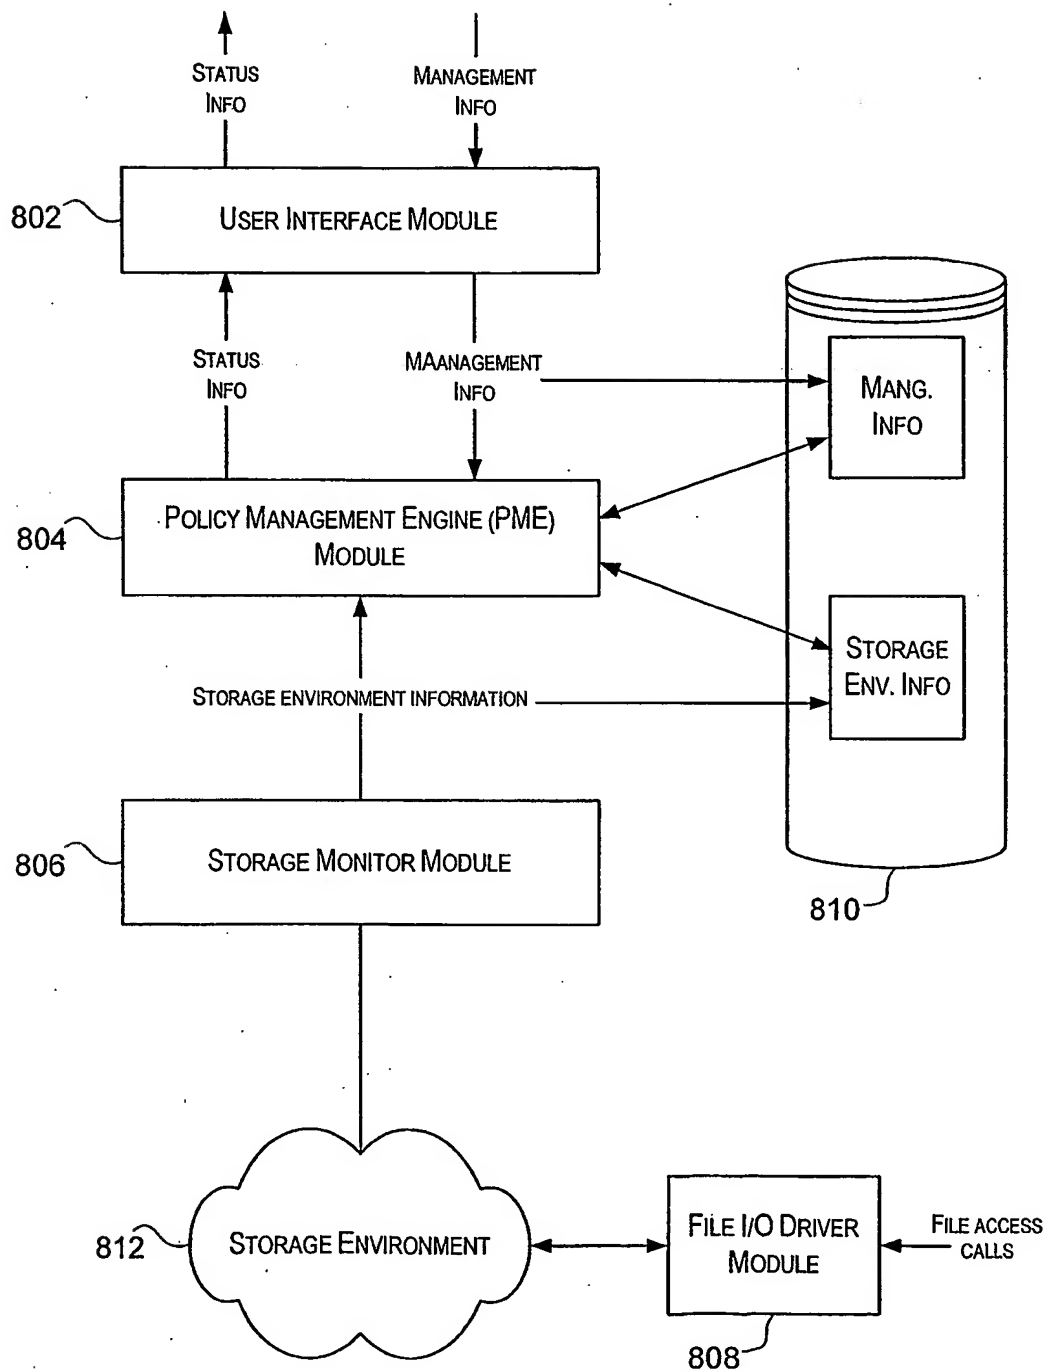 STATUS
INFO
MANAGEMENT
INFO
802
USER INTERFACE MODULE
STATUS
INFO
MAANAGEMENT
INFO
MANG.
INFO
804
POLICY MANAGEMENT ENGINE (PME)
MODULE
STORAGE
ENV. INFO
STORAGE ENVIRONMENT INFORMATION
806
STORAGE MONITOR MODULE
810
812
STORAGE ENVIRONMENT
FILE I/O DRIVER
MODULE
FILE ACCESS
CALLS
808